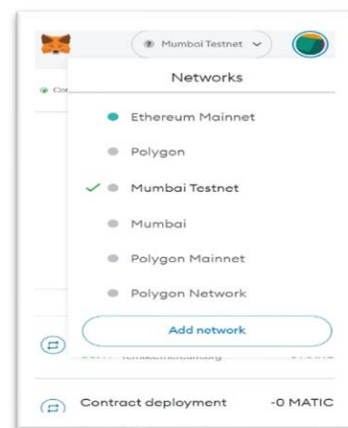 Mumbai Testnet
Networks
Ethereum Mainnet
Polygon
Mumbai Testnet
Mumbai
Polygon Mainnet
Polygon Network
Add network
Contract deployment -0 MATIC